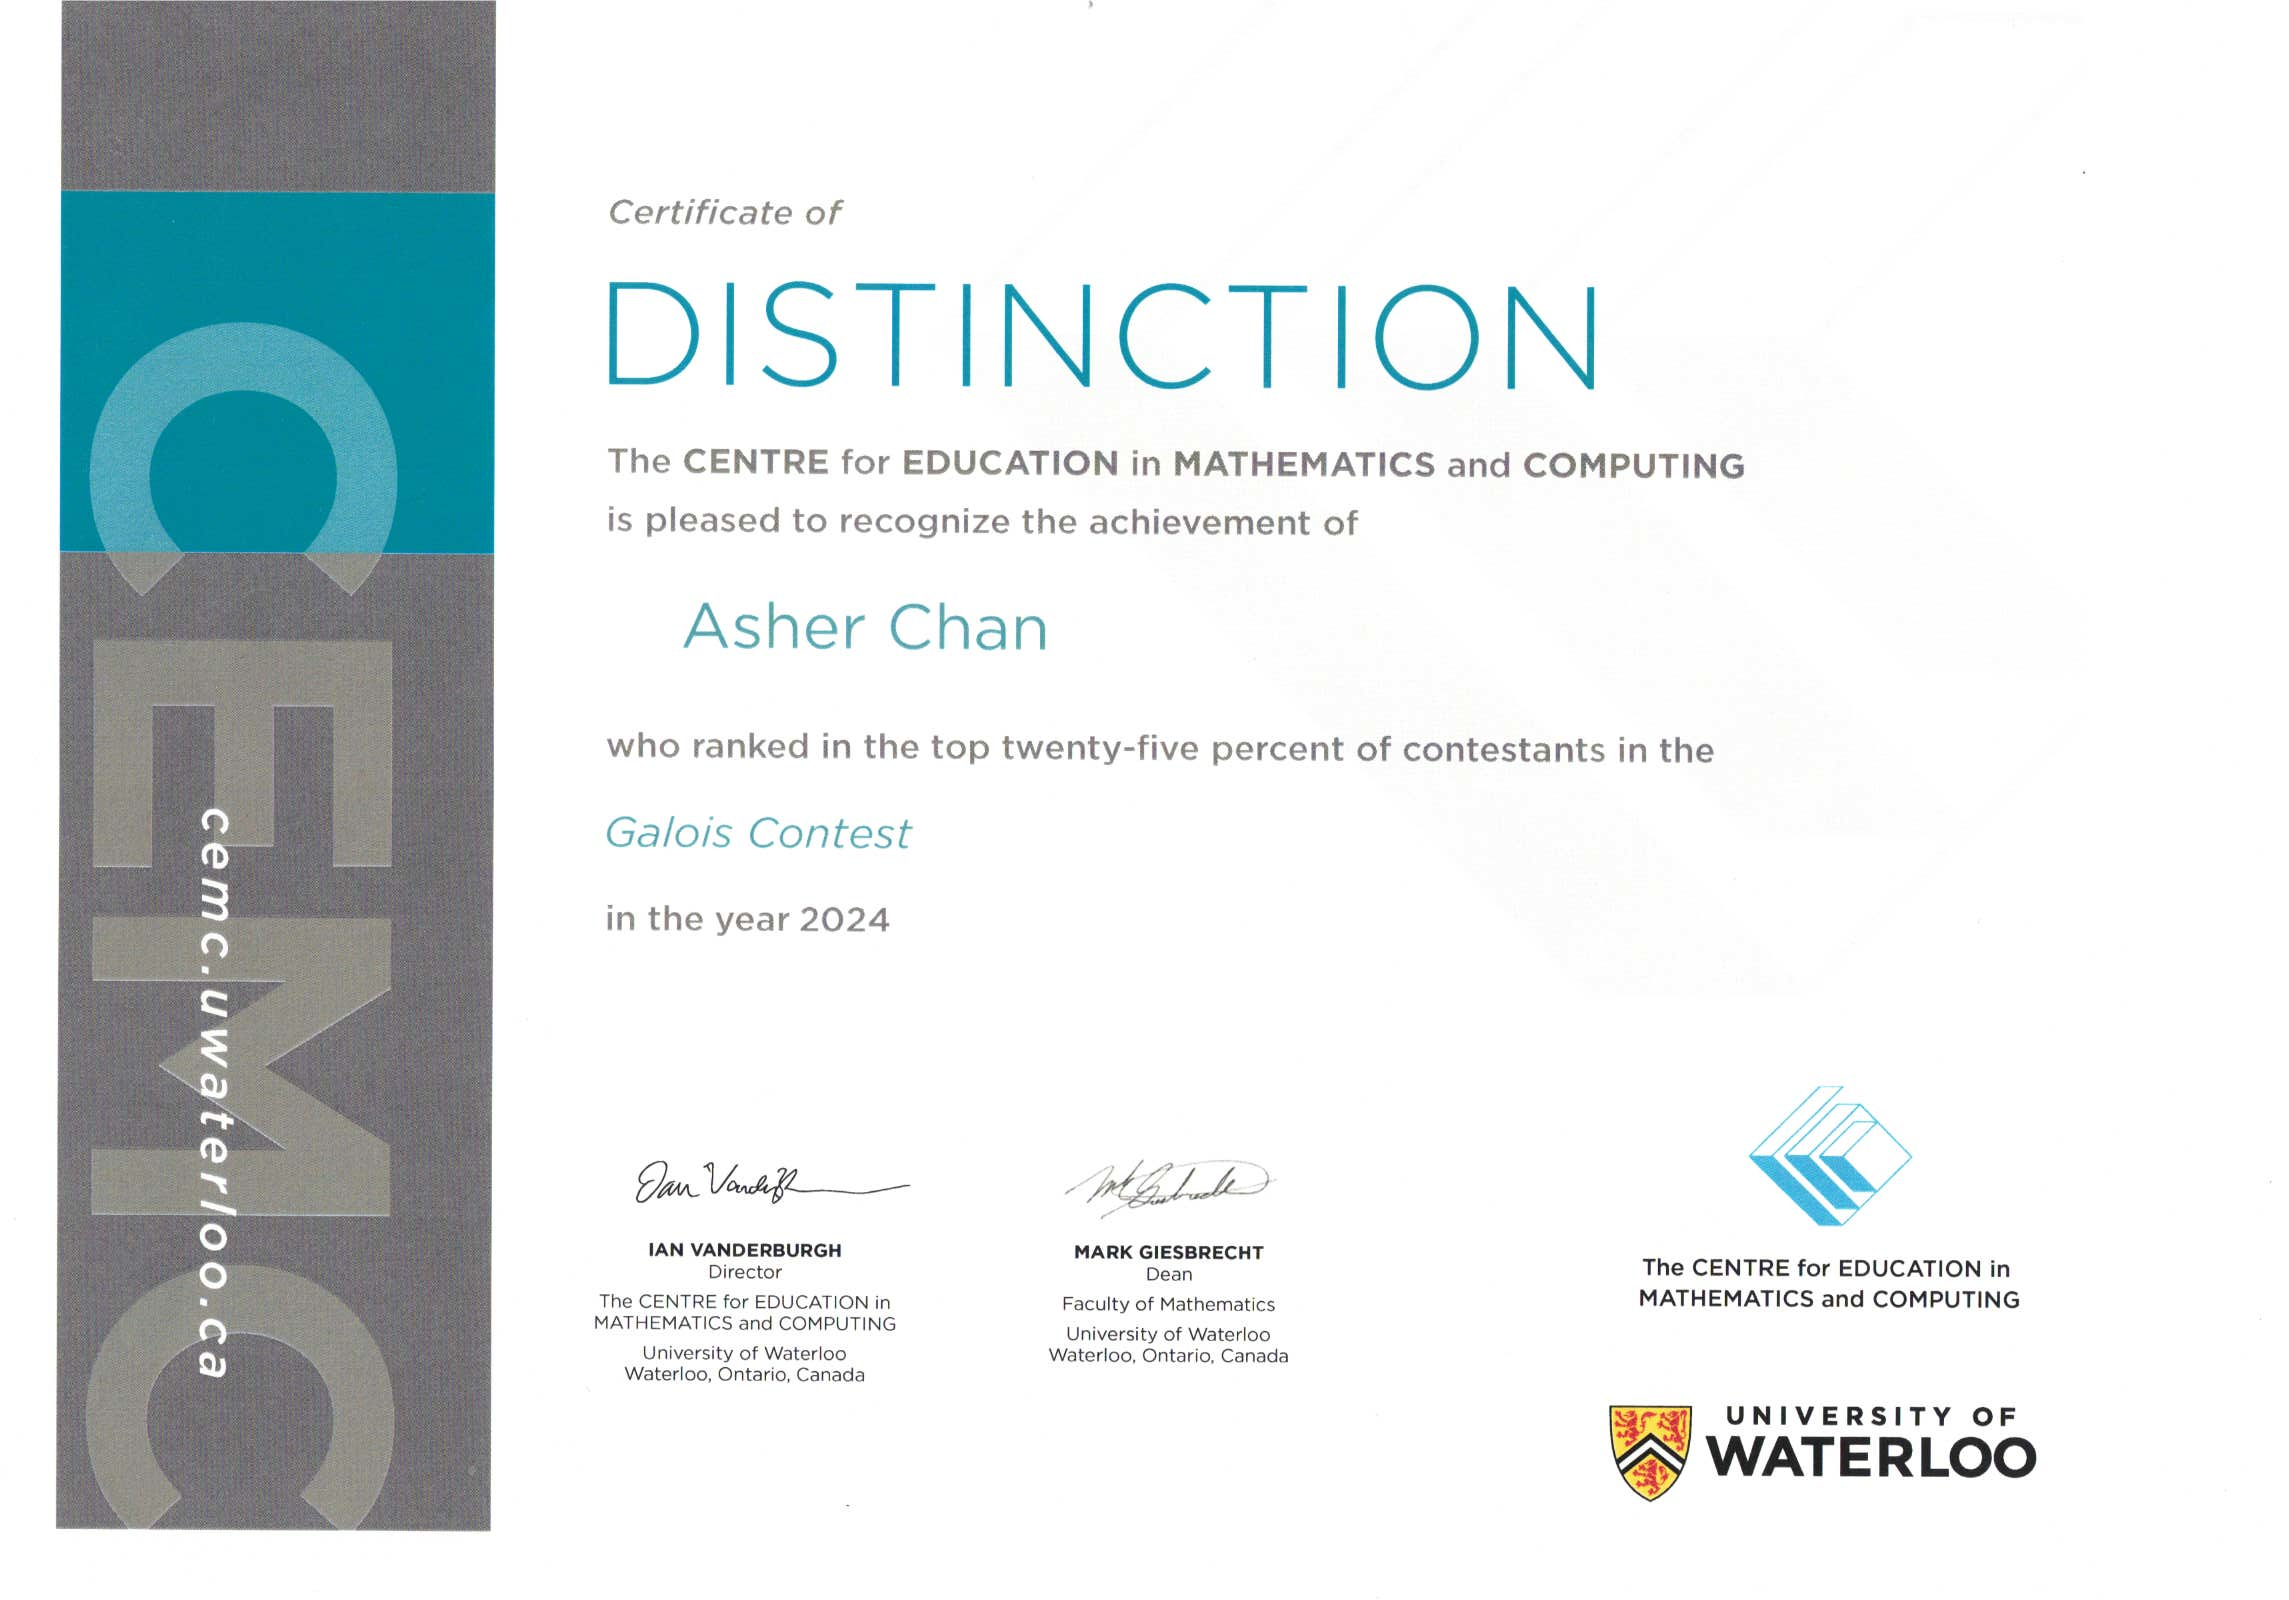 CEMC
cemc.uwaterloo.ca
Certificate of
DISTINCTION
The CENTRE for EDUCATION in MATHEMATICS and COMPUTING
is pleased to recognize the achievement of
Asher Chan
who ranked in the top twenty-five percent of contestants in the
Galois Contest
in the year 2024
Ian Vanderburgh
IAN VANDERBURGH
Director
The CENTRE for EDUCATION in
MATHEMATICS and COMPUTING
University of Waterloo
Waterloo, Ontario, Canada
MARK GIESBRECHT
Dean
Faculty of Mathematics
University of Waterloo
Waterloo, Ontario, Canada
The CENTRE for EDUCATION in
MATHEMATICS and COMPUTING
UNIVERSITY OF
WATERLOO